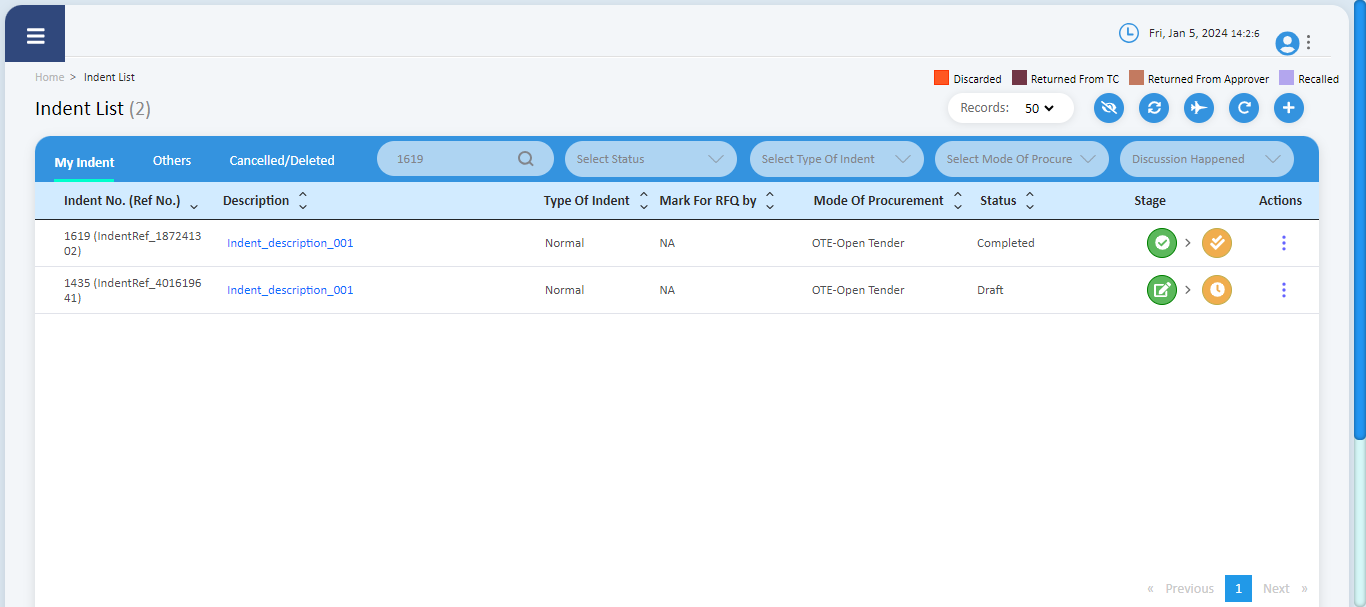 Fri, Jan 5, 2024 14:2:6
Home > Indent List
Discarded Returned From TC Returned From Approver Recalled
Indent List (2)
Records: 50
My Indent Others Cancelled/Deleted 1619 Select Status Select Type Of Indent Select Mode Of Procure Discussion Happened
Indent No. (Ref No.) Description Type Of Indent Mark For RFQ by Mode Of Procurement Status Stage Actions
1619 (IndentRef_1872413
02)
Indent_description_001 Normal NA OTE-Open Tender Completed
1435 (IndentRef_4016196
41)
Indent_description_001 Normal NA OTE-Open Tender Draft
« Previous 1 Next »